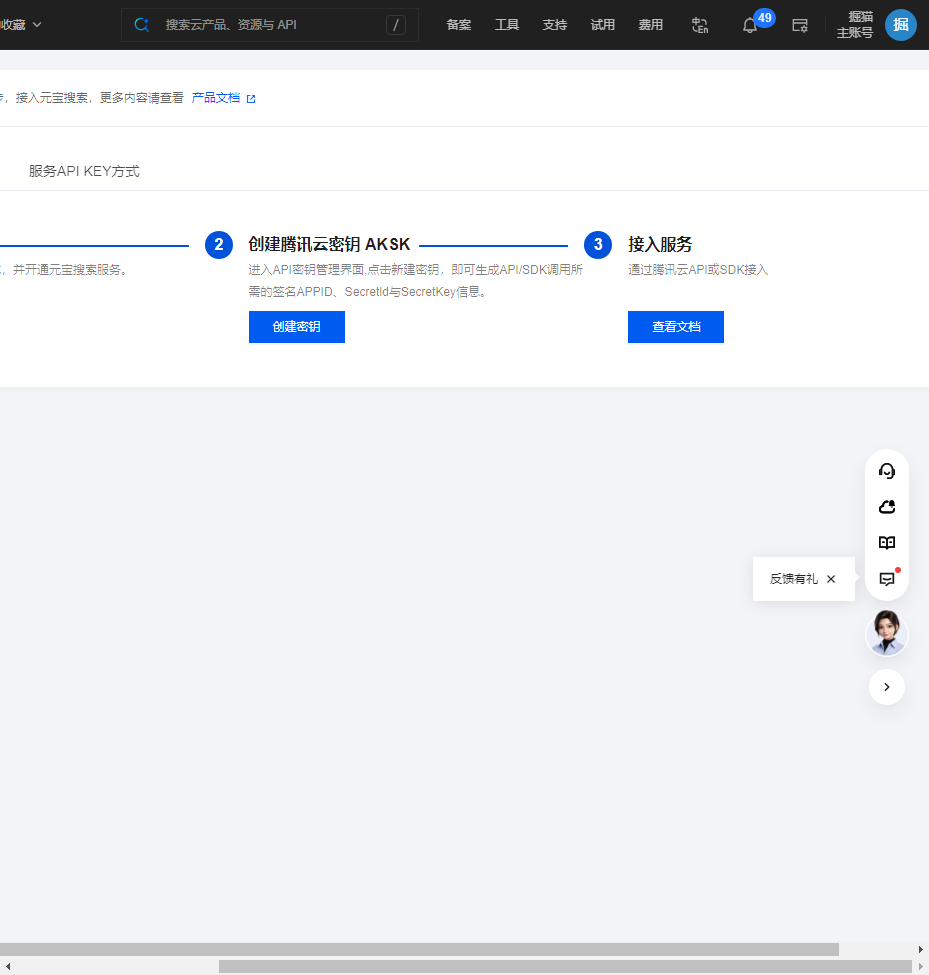 收藏
搜索云产品、资源与 API
/
备案
工具
支持
试用
费用
En
49
掘猫
主账号
掘
，接入元宝搜索，更多内容请查看 产品文档
服务API KEY方式
2
创建腾讯云密钥 AKSK
3
接入服务
，并开通元宝搜索服务。
进入API密钥管理界面,点击新建密钥，即可生成API/SDK调用所
需的签名APPID、SecretId与SecretKey信息。
通过腾讯云API或SDK接入
创建密钥
查看文档
反馈有礼